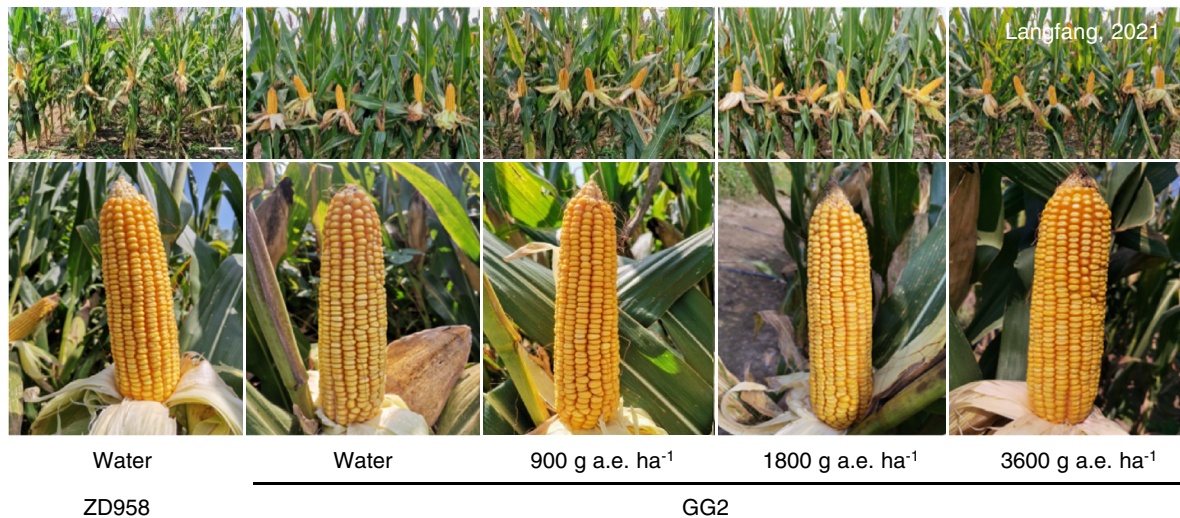 Langfang, 2021
Water
Water
900 g a.e. ha⁻¹
1800 g a.e. ha⁻¹
3600 g a.e. ha⁻¹
ZD958
GG2